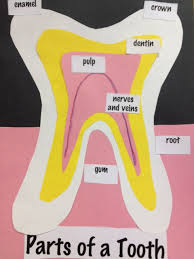 enamel
crown
dentin
pulp
nerves
and veins
root
gum
Parts of a Tooth